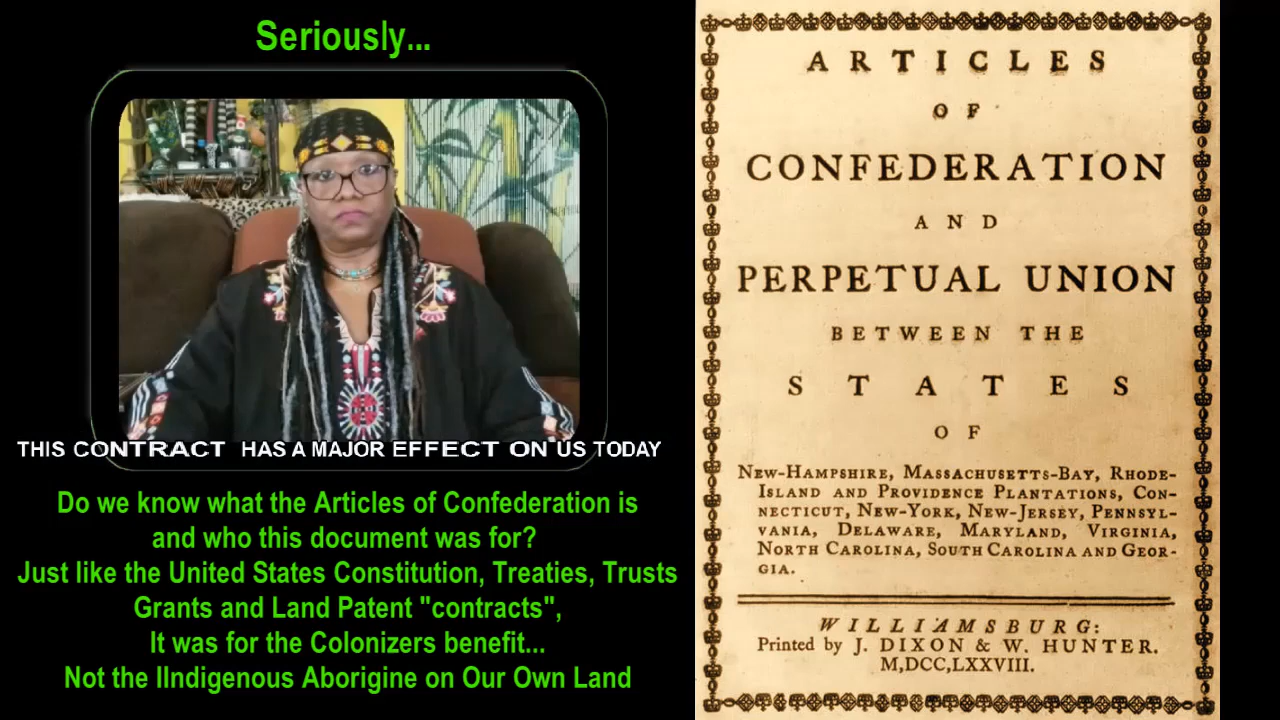 Seriously...
THIS CONTRACT HAS A MAJOR EFFECT ON US TODAY
Do we know what the Articles of Confederation is
and who this document was for?
Just like the United States Constitution, Treaties, Trusts
Grants and Land Patent "contracts",
It was for the Colonizers benefit...
Not the IIndigenous Aborigine on Our Own Land
ARTICLES
OF
CONFEDERATION
AND
PERPETUAL UNION
BETWEEN THE
STATES
OF
NEW-HAMPSHIRE, MASSACHUSETTS-BAY, RHODE-
ISLAND AND PROVIDENCE PLANTATIONS, CON-
NECTICUT, NEW-YORK, NEW-JERSEY, PENNSYL-
VANIA, DELAWARE, MARYLAND, VIRGINIA,
NORTH CAROLINA, SOUTH CAROLINA AND GEOR-
GIA.
WILLIAMSBURG:
Printed by J. DIXON & W. HUNTER.
M,DCC,LXXVIII.